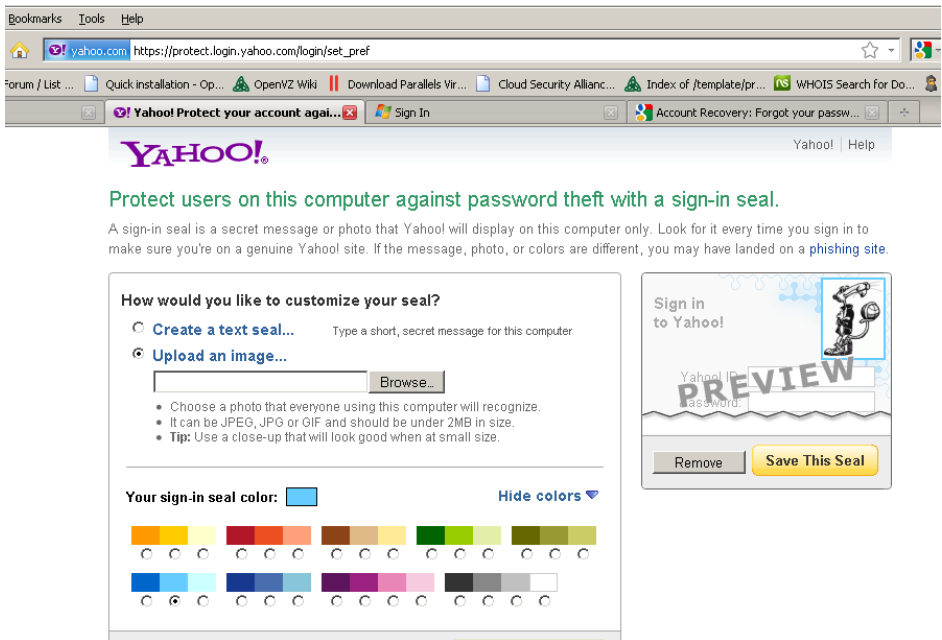 Bookmarks Tools Help
yahoo.com https://protect.login.yahoo.com/login/set_pref
Forum / List ... Quick installation - Op... OpenVZ Wiki Download Parallels Vir... Cloud Security Allianc... Index of /template/pr... WHOIS Search for Do...
Yahoo! Protect your account agai... Sign In Account Recovery: Forgot your passw...
YAHOO!® Yahoo! | Help
Protect users on this computer against password theft with a sign-in seal.
A sign-in seal is a secret message or photo that Yahoo! will display on this computer only. Look for it every time you sign in to
make sure you're on a genuine Yahoo! site. If the message, photo, or colors are different, you may have landed on a phishing site.
How would you like to customize your seal?
Create a text seal... Type a short, secret message for this computer
Upload an image...
Browse...
• Choose a photo that everyone using this computer will recognize.
• It can be JPEG, JPG or GIF and should be under 2MB in size.
• Tip: Use a close-up that will look good when at small size.
Your sign-in seal color: Hide colors
Sign in
to Yahoo!
Yahoo! ID:
Password:
PREVIEW
Remove Save This Seal